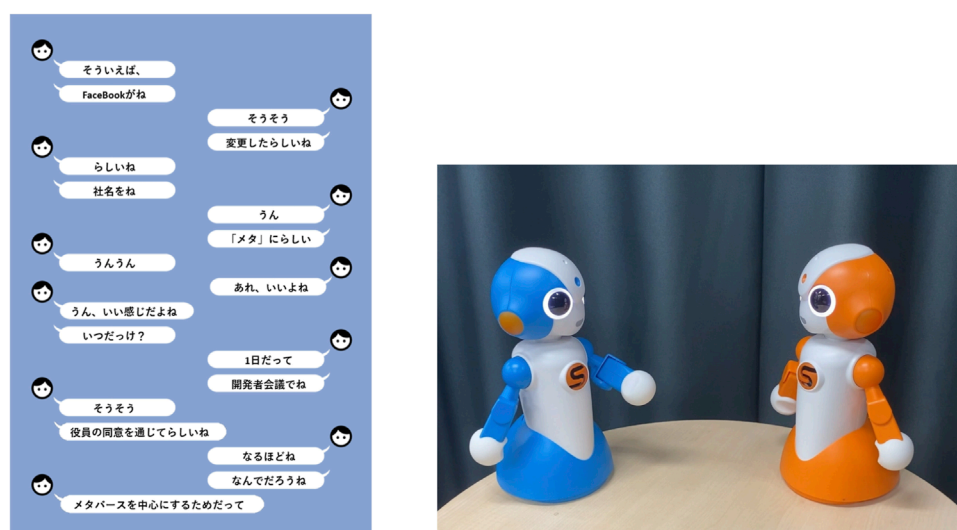 そういえば、
FaceBookがね
そうそう
変更したらしいね
らしいね
社名をね
うん
「メタ」にらしい
うんうん
あれ、いいよね
うん、いい感じだよね
いつだっけ？
1日だって
開発者会議でね
そうそう
役員の同意を通じてらしいね
なるほどね
なんでだろうね
メタバースを中心にするためだって
S
S